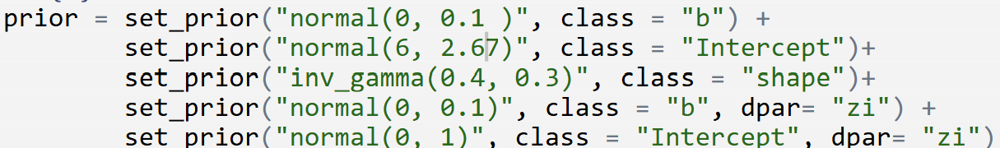 prior = set_prior("normal(0, 0.1 )", class = "b") +
set_prior("normal(6, 2.67)", class = "Intercept")+
set_prior("inv_gamma(0.4, 0.3)", class = "shape")+
set_prior("normal(0, 0.1)", class = "b", dpar= "zi") +
set_prior("normal(0, 1)", class = "Intercept", dpar= "zi")